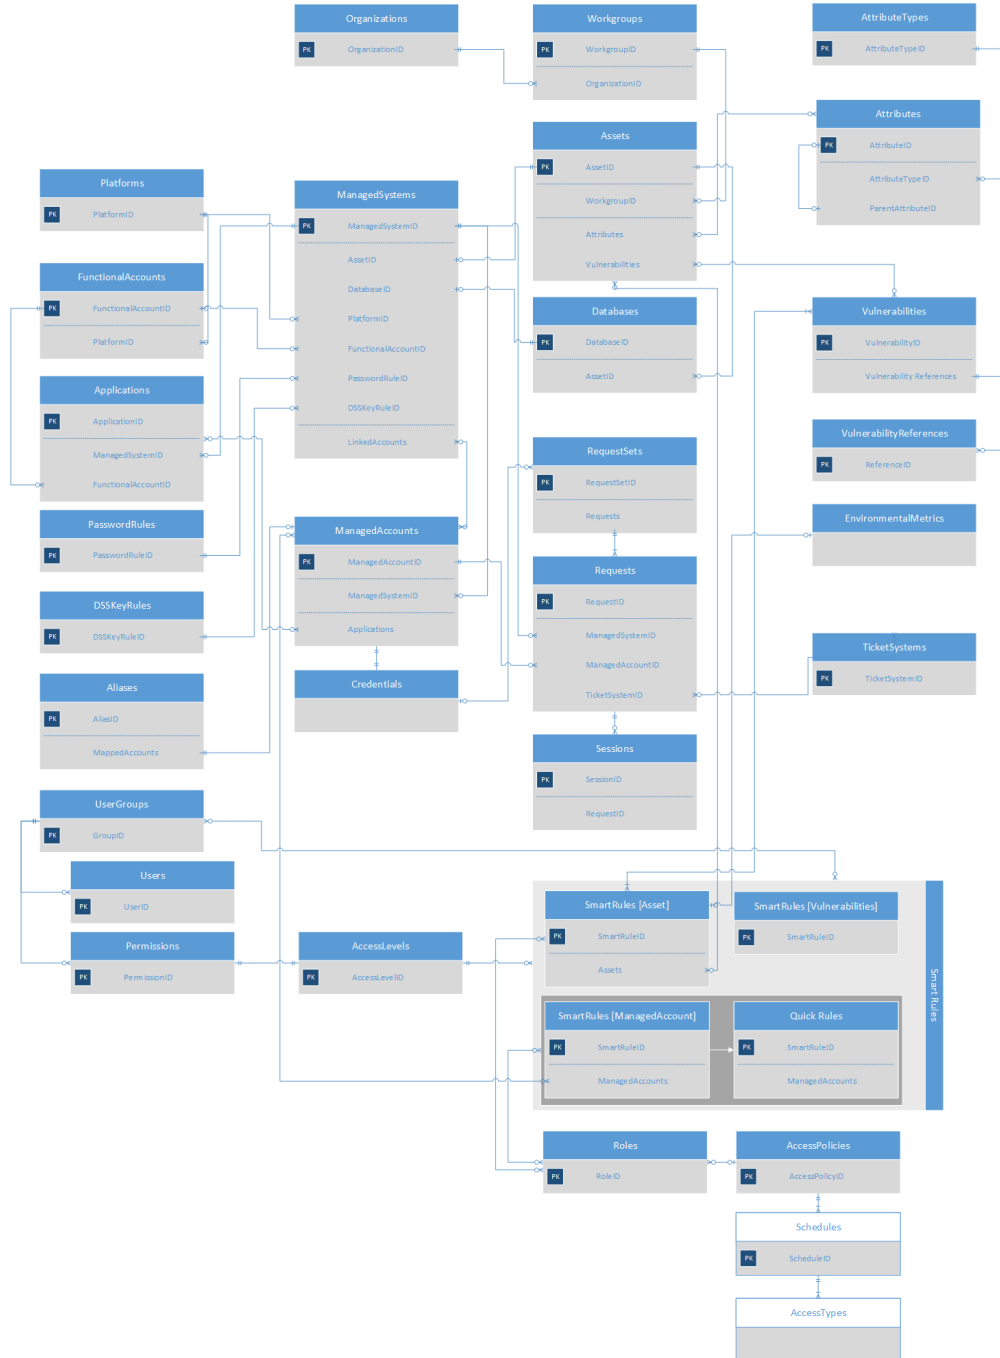 Organizations
PK
OrganizationID
Workgroups
PK
WorkgroupID
OrganizationID
AttributeTypes
PK
AttributeTypeID
Assets
PK
AssetID
WorkgroupID
Attributes
Vulnerabilities
Attributes
PK
AttributeID
AttributeTypeID
ParentAttributeID
Platforms
PK
PlatformID
ManagedSystems
PK
ManagedSystemID
AssetID
DatabaseID
PlatformID
FunctionalAccountID
PasswordRuleID
DSSKeyRuleID
LinkedAccounts
FunctionalAccounts
PK
FunctionalAccountID
PlatformID
Databases
PK
DatabaseID
AssetID
Vulnerabilities
PK
VulnerabilityID
Vulnerability References
Applications
PK
ApplicationID
ManagedSystemID
FunctionalAccountID
VulnerabilityReferences
PK
ReferenceID
RequestSets
PK
RequestSetID
Requests
PasswordRules
PK
PasswordRuleID
ManagedAccounts
PK
ManagedAccountID
ManagedSystemID
Applications
EnvironmentalMetrics
Requests
PK
RequestID
ManagedSystemID
ManagedAccountID
TicketSystemID
DSSKeyRules
PK
DSSKeyRuleID
TicketSystems
PK
TicketSystemID
Credentials
Aliases
PK
AliasID
MappedAccounts
Sessions
PK
SessionID
RequestID
UserGroups
PK
GroupID
Users
PK
UserID
Permissions
PK
PermissionID
AccessLevels
PK
AccessLevelID
SmartRules [Asset]
PK
SmartRuleID
Assets
SmartRules [Vulnerabilities]
PK
SmartRuleID
Smart Rules
SmartRules [ManagedAccount]
PK
SmartRuleID
ManagedAccounts
Quick Rules
PK
SmartRuleID
ManagedAccounts
Roles
PK
RoleID
AccessPolicies
PK
AccessPolicyID
Schedules
PK
ScheduleID
AccessTypes